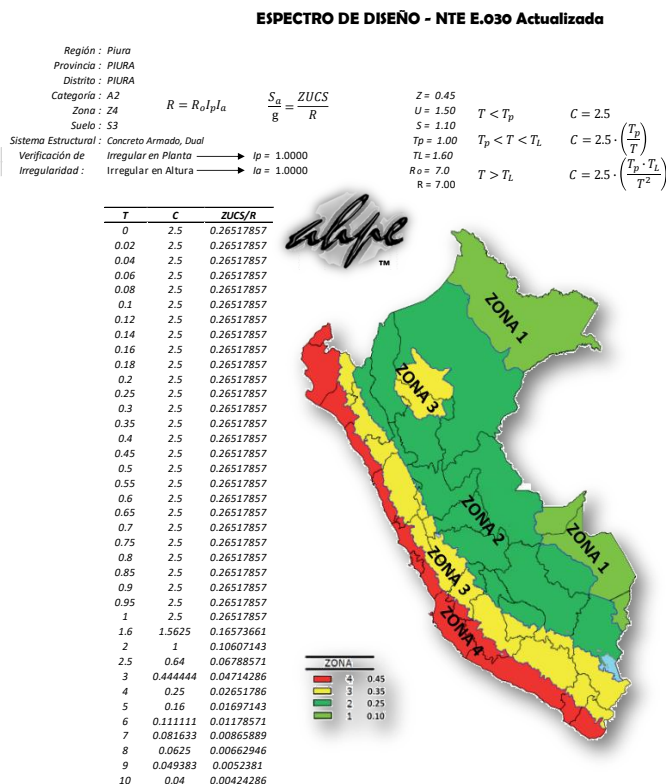 ESPECTRO DE DISEÑO - NTE E.030 Actualizada
Región : Piura
Provincia : PIURA
Distrito : PIURA
Categoría : A2
Zona : Z4
Suelo : S3
Sistema Estructural : Concreto Armado, Dual
Verificación de Irregular en Planta Ip = 1.0000
Irregularidad : Irregular en Altura Ia = 1.0000
R = R_o I_p I_a
S_a/g = ZUCS/R
Z = 0.45
U = 1.50
S = 1.10
Tp = 1.00
TL = 1.60
Ro = 7.0
R = 7.00
T < T_p C = 2.5
T_p < T < T_L C = 2.5 · (T_p/T)
T > T_L C = 2.5 · (T_p · T_L/T²)
T C ZUCS/R
0 2.5 0.26517857
0.02 2.5 0.26517857
0.04 2.5 0.26517857
0.06 2.5 0.26517857
0.08 2.5 0.26517857
0.1 2.5 0.26517857
0.12 2.5 0.26517857
0.14 2.5 0.26517857
0.16 2.5 0.26517857
0.18 2.5 0.26517857
0.2 2.5 0.26517857
0.25 2.5 0.26517857
0.3 2.5 0.26517857
0.35 2.5 0.26517857
0.4 2.5 0.26517857
0.45 2.5 0.26517857
0.5 2.5 0.26517857
0.55 2.5 0.26517857
0.6 2.5 0.26517857
0.65 2.5 0.26517857
0.7 2.5 0.26517857
0.75 2.5 0.26517857
0.8 2.5 0.26517857
0.85 2.5 0.26517857
0.9 2.5 0.26517857
0.95 2.5 0.26517857
1 2.5 0.26517857
1.6 1.5625 0.16573661
2 1 0.10607143
2.5 0.64 0.06788571
3 0.444444 0.04714286
4 0.25 0.02651786
5 0.16 0.01697143
6 0.111111 0.01178571
7 0.081633 0.00865889
8 0.0625 0.00662946
9 0.049383 0.0052381
10 0.04 0.00424286
ahpe
TM
ZONA 1
ZONA 3
ZONA 2
ZONA 1
ZONA 3
ZONA 4
ZONA
4 0.45
3 0.35
2 0.25
1 0.10